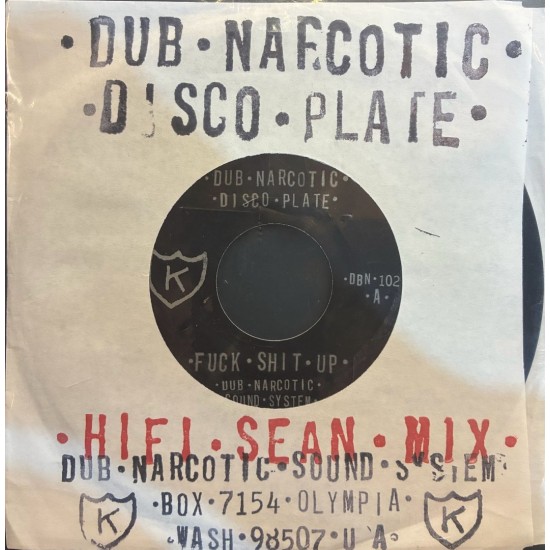 ·DUB·NARCOTIC·
·DISCO·PLATE·
·DUB·NARCOTIC·
·DISCO·PLATE·
K
·DBN·102
·A·
·FUCK·SHIT·UP·
·DUB·NARCOTIC·
SOUND·SYSTEM
·HIFI·SEAN·MIX·
DUB·NARCOTIC·SOUND·SYSTEM
K
·BOX·7154·OLYMPIA·
K
WASH·98507·U A·